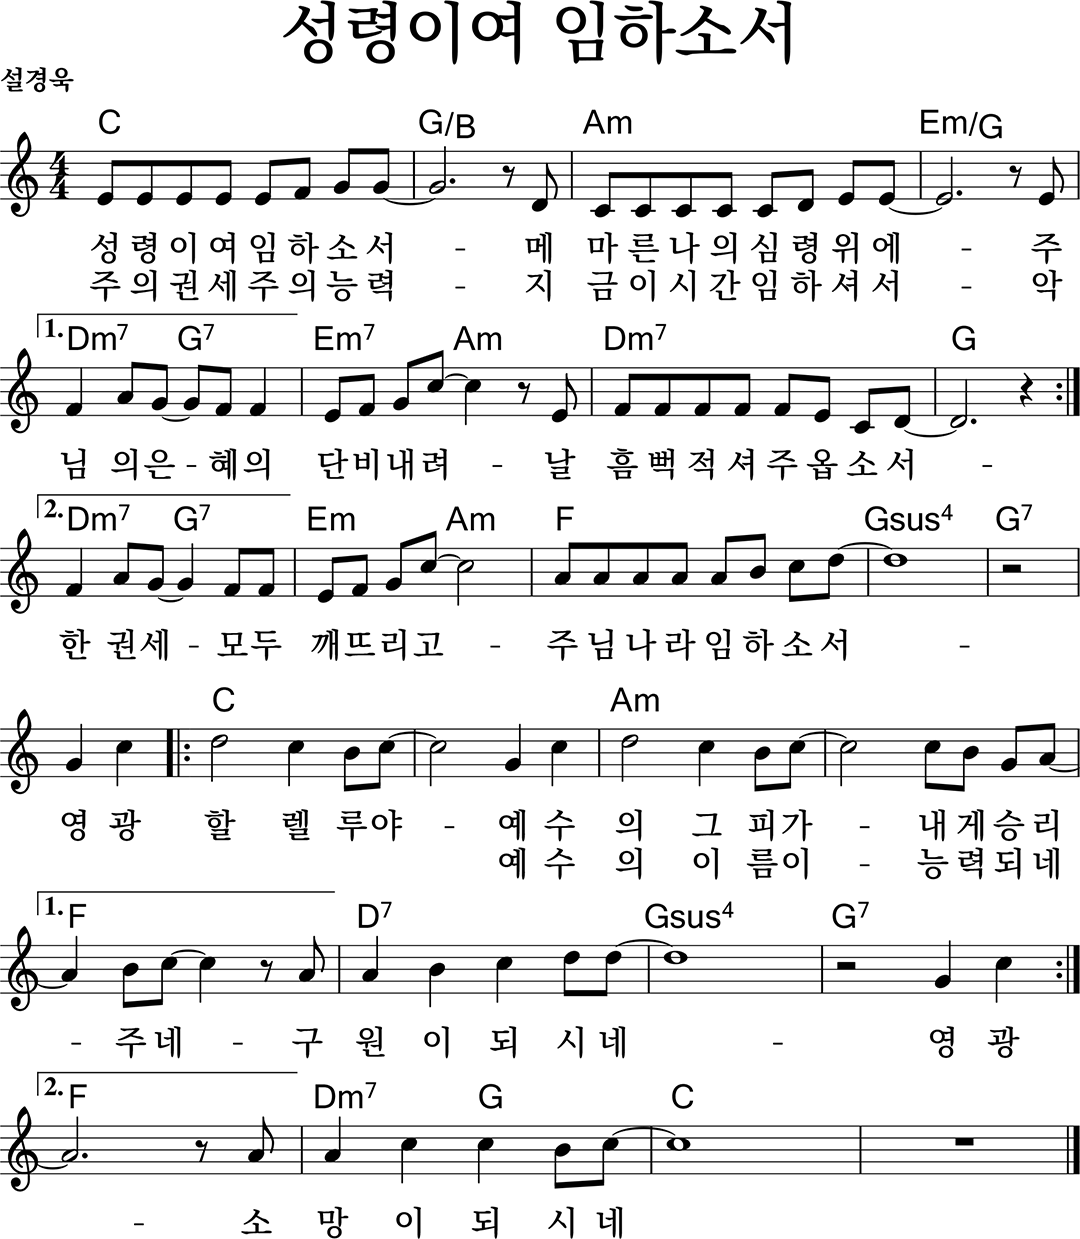 성령이여 임하소서
설경욱
C G/B Am Em/G
4
4
성 령 이 여 임 하 소 서 - 메 마 른 나 의 심 령 위 에 - 주
주 의 권 세 주 의 능 력 - 지 금 이 시 간 임 하 셔 서 - 악
1. Dm7 G7 Em7 Am Dm7 G
님 의은 - 혜의 단비내려 - 날 흠 뻑 적 셔 주 옵 소 서 -
2. Dm7 G7 Em Am F Gsus4 G7
한 권세 - 모두 깨뜨리고 - 주 님 나 라 임 하 소 서 -
C Am
영 광 할 렐 루야 - 예 수 의 그 피가 - 내 게 승 리
예 수 의 이 름이 - 능 력 되 네
1. F D7 Gsus4 G7
- 주네 - 구 원 이 되 시 네 - 영 광
2. F Dm7 G C
- 소 망 이 되 시 네